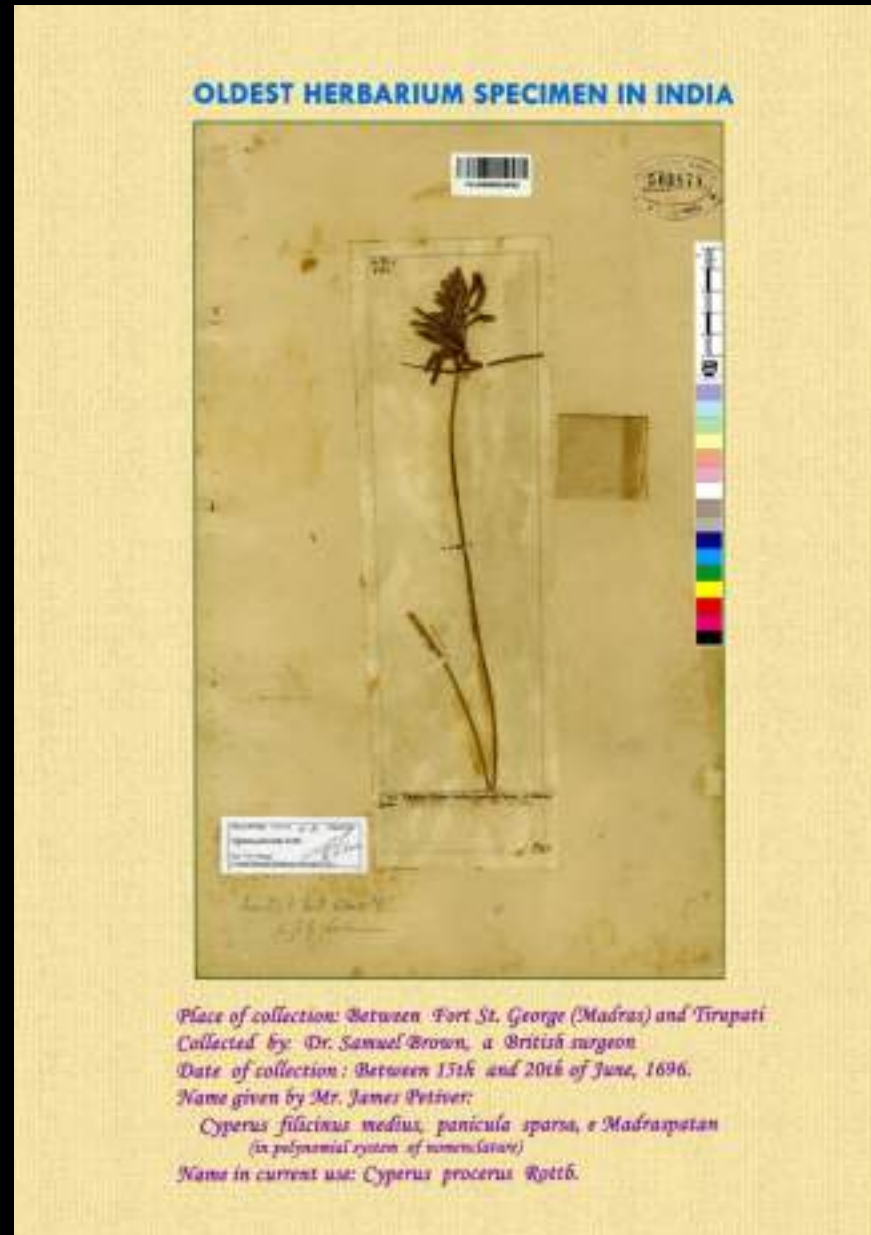 OLDEST HERBARIUM SPECIMEN IN INDIA
Place of collection: Between Fort St. George (Madras) and Tirupati
Collected by: Dr. Samuel Brown, a British surgeon
Date of collection : Between 15th and 20th of June, 1696.
Name given by Mr. James Petiver:
Cyperus filicinus medius, panicula sparsa, e Madraspatan
(in polynomial system of nomenclature)
Name in current use: Cyperus procerus Rottb.